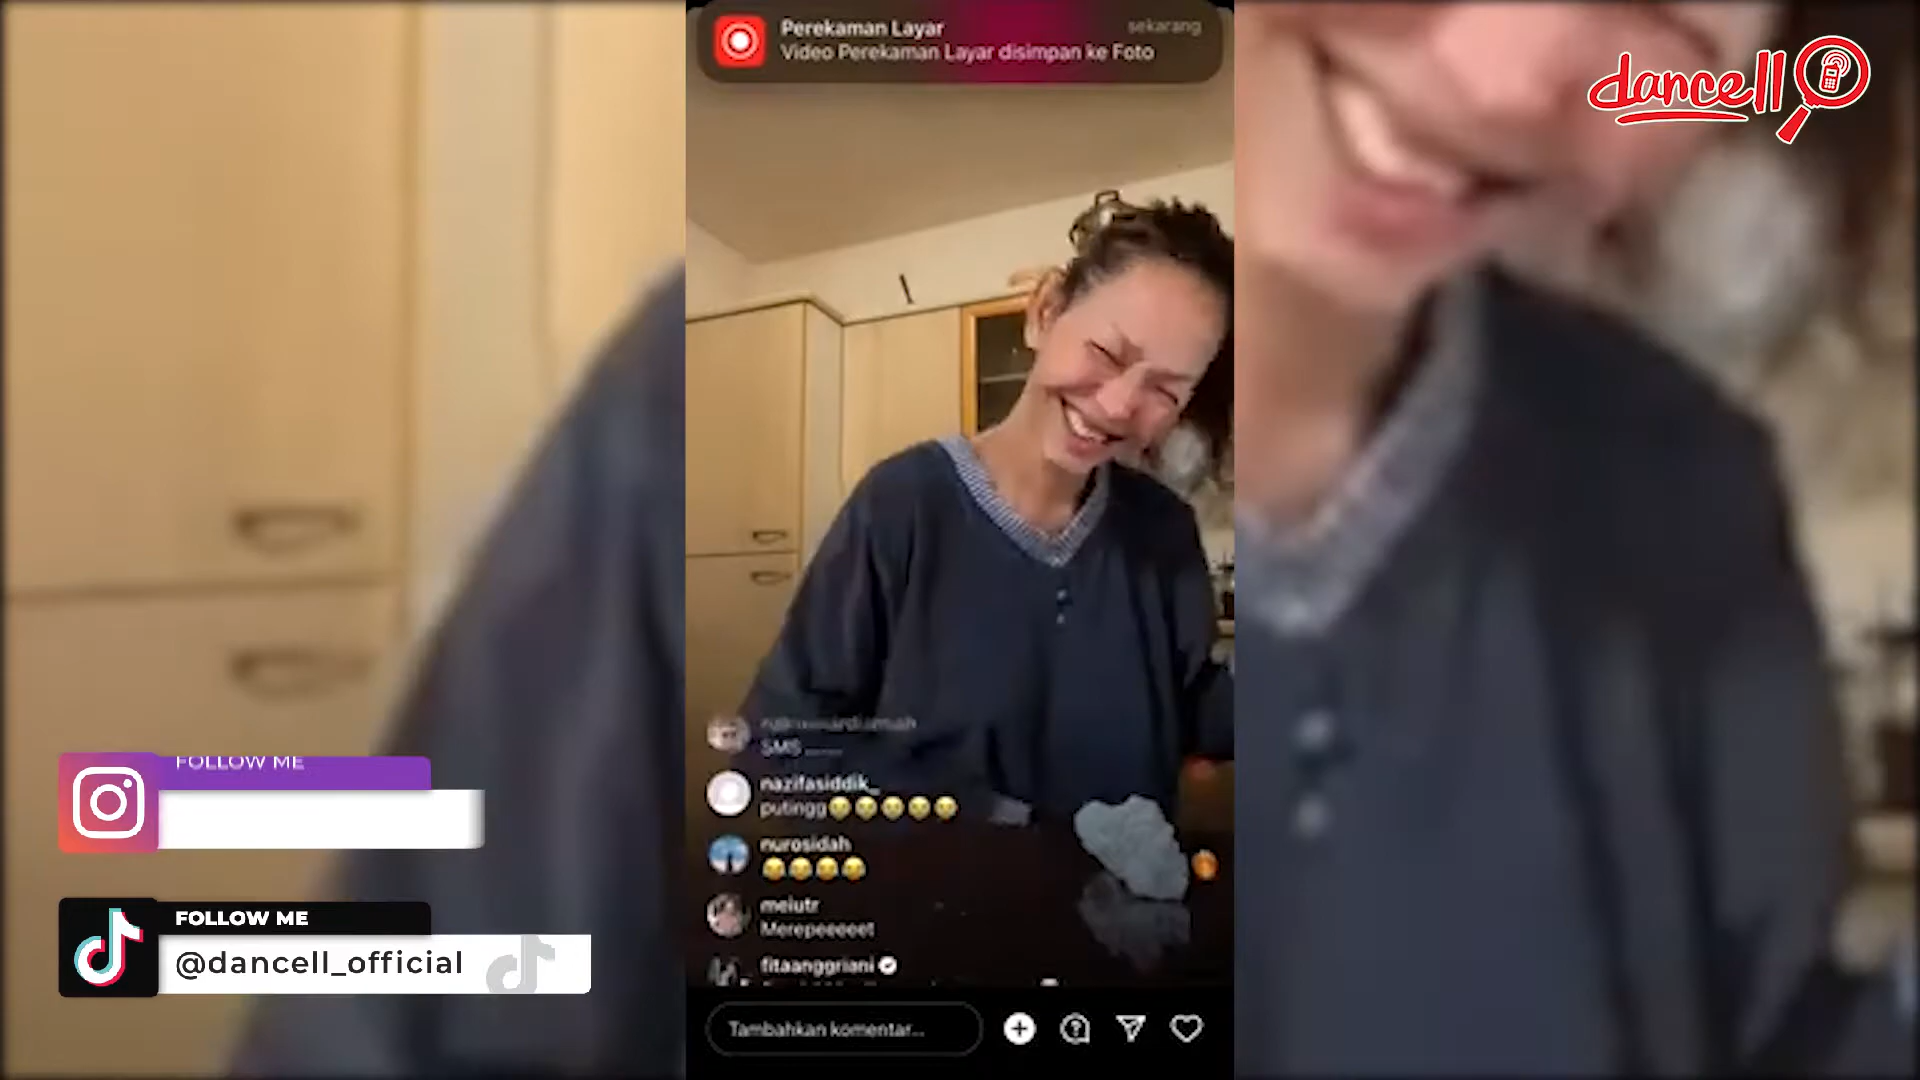 Perekaman Layar
sekarang
Video Perekaman Layar disimpan ke Foto
dancell
SMS
nazifasiddik_
putingg😂😂😂😂😂
nurosidah
😂😂😂😂
meiutr
Merepeeeeet
fitaanggriani
Tambahkan komentar...
FOLLOW ME
FOLLOW ME
@dancell_official